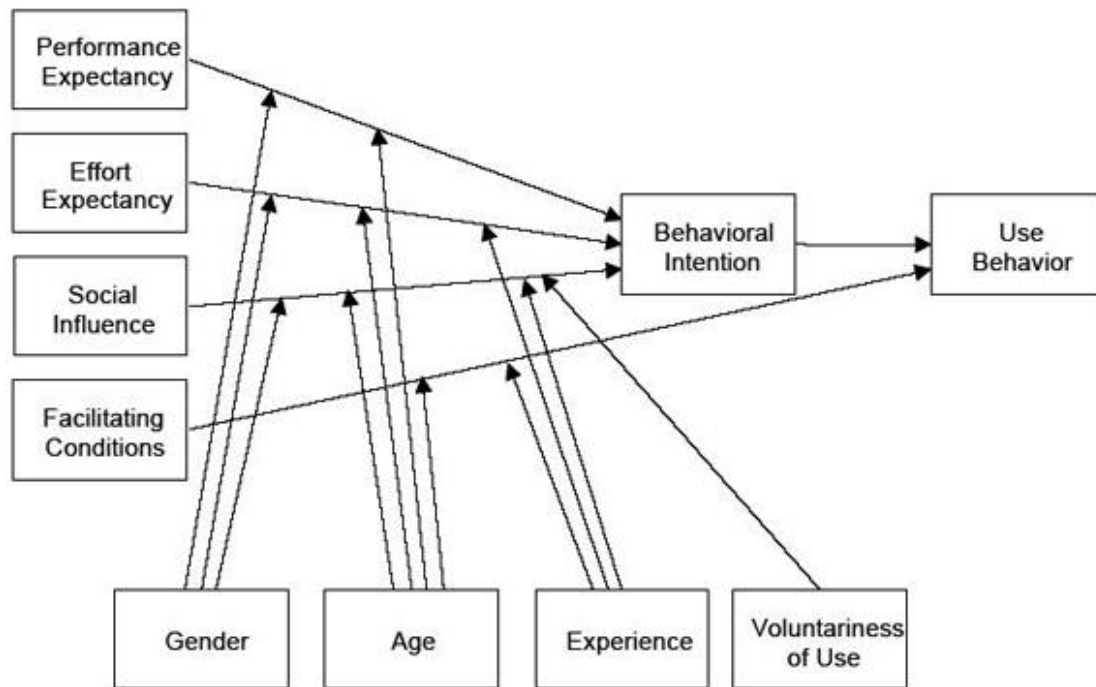 Performance
Expectancy
Effort
Expectancy
Social
Influence
Facilitating
Conditions
Behavioral
Intention
Use
Behavior
Gender
Age
Experience
Voluntariness
of Use